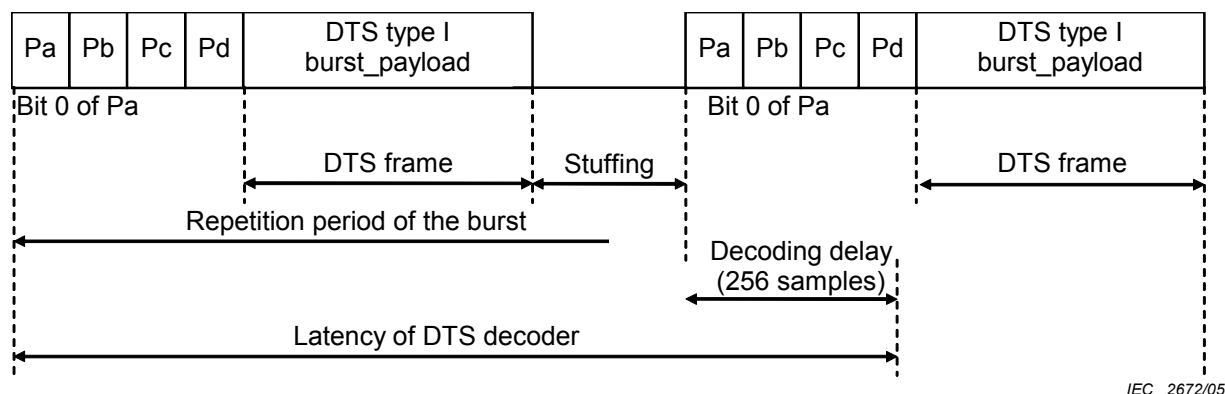 Pa Pb Pc Pd DTS type I Pa Pb Pc Pd DTS type I
burst_payload burst_payload
Bit 0 of Pa Bit 0 of Pa
DTS frame Stuffing DTS frame
Repetition period of the burst
Decoding delay
(256 samples)
Latency of DTS decoder
IEC 2672/05